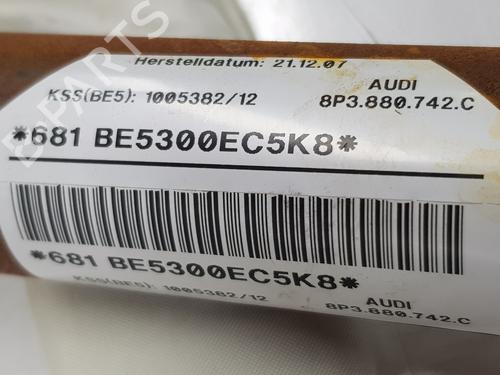 Herstelldatum: 21.12.07
KSS(BE5): 1005382/12
AUDI
8P3.880.742.C
*681 BE5300EC5K8*
*681 BE5300EC5K8*
KSS(BE5): 1005382/12
AUDI
8P3.880.742.C
B-PARTS